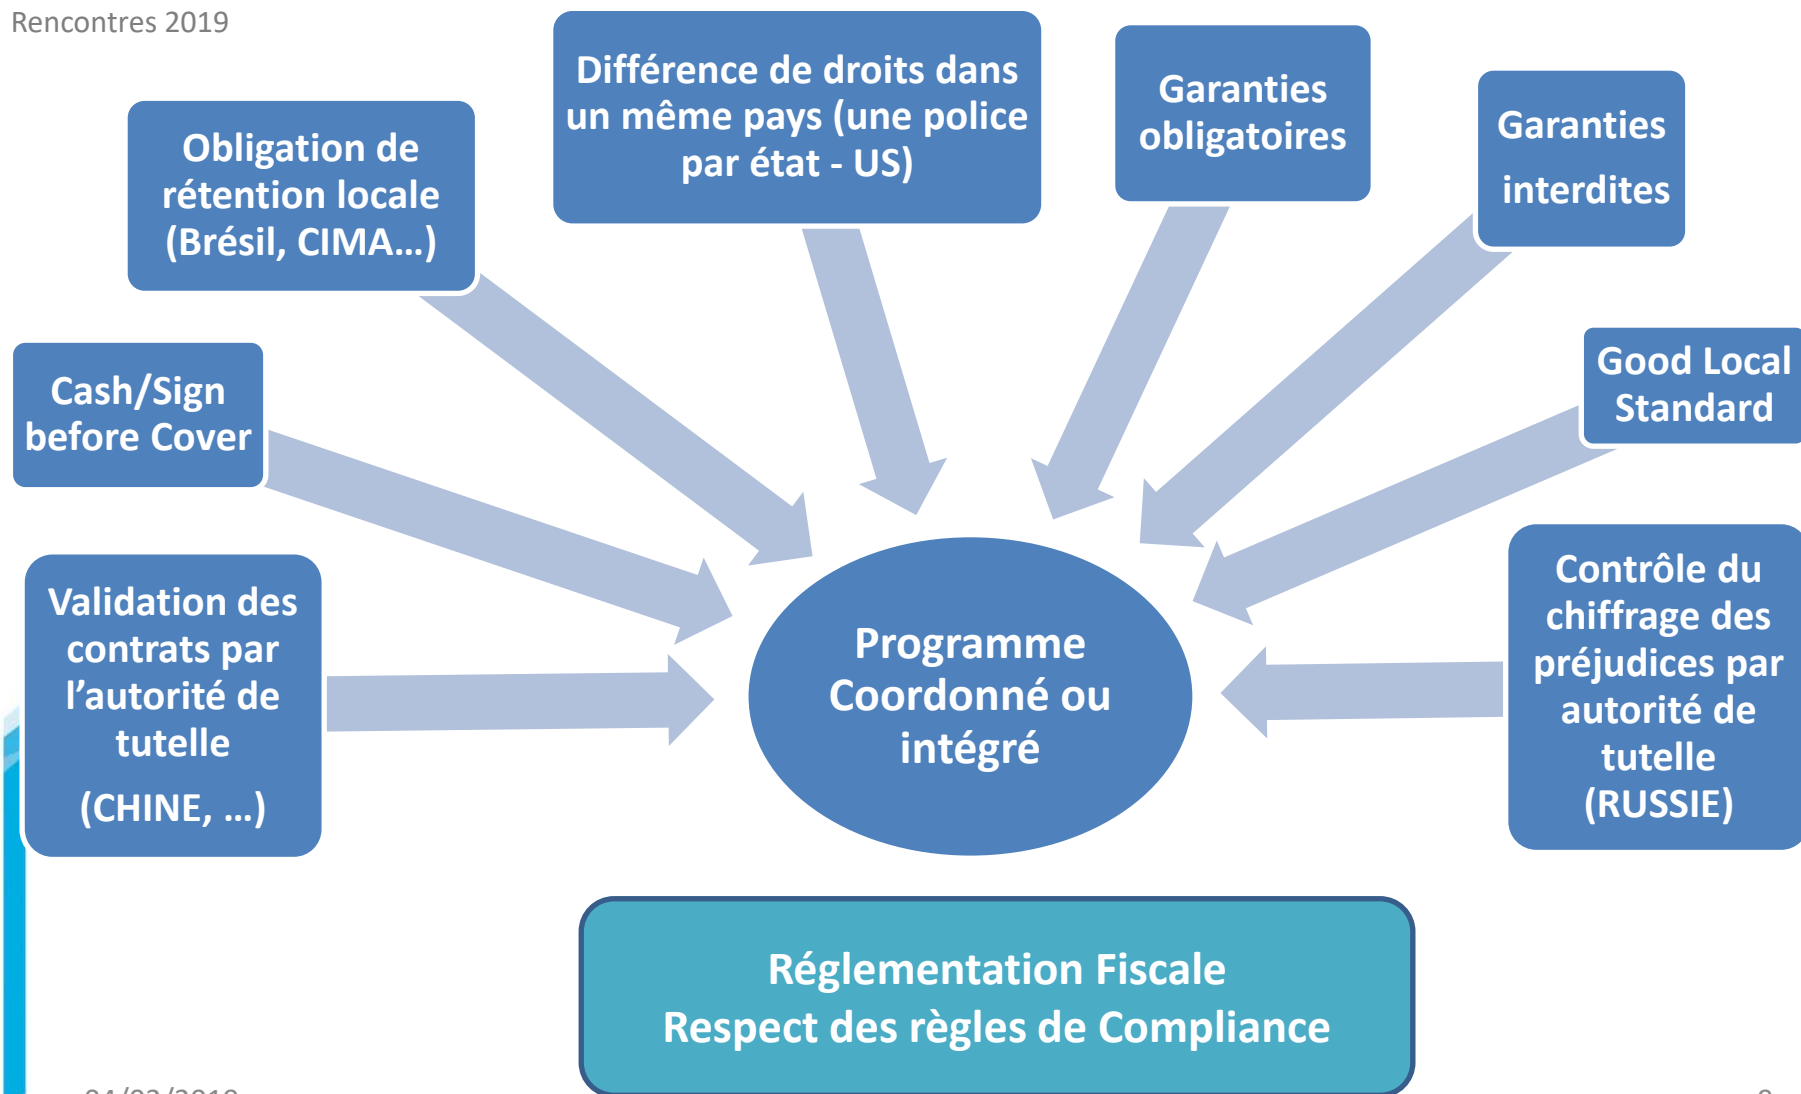 Rencontres 2019
Différence de droits dans
un même pays (une police
par état - US)
Garanties
obligatoires
Garanties
interdites
Obligation de
rétention locale
(Brésil, CIMA...)
Good Local
Standard
Cash/Sign
before Cover
Validation des
contrats par
l’autorité de
tutelle
(CHINE, ...)
Contrôle du
chiffrage des
préjudices par
autorité de
tutelle
(RUSSIE)
Programme
Coordonné ou
intégré
Réglementation Fiscale
Respect des règles de Compliance